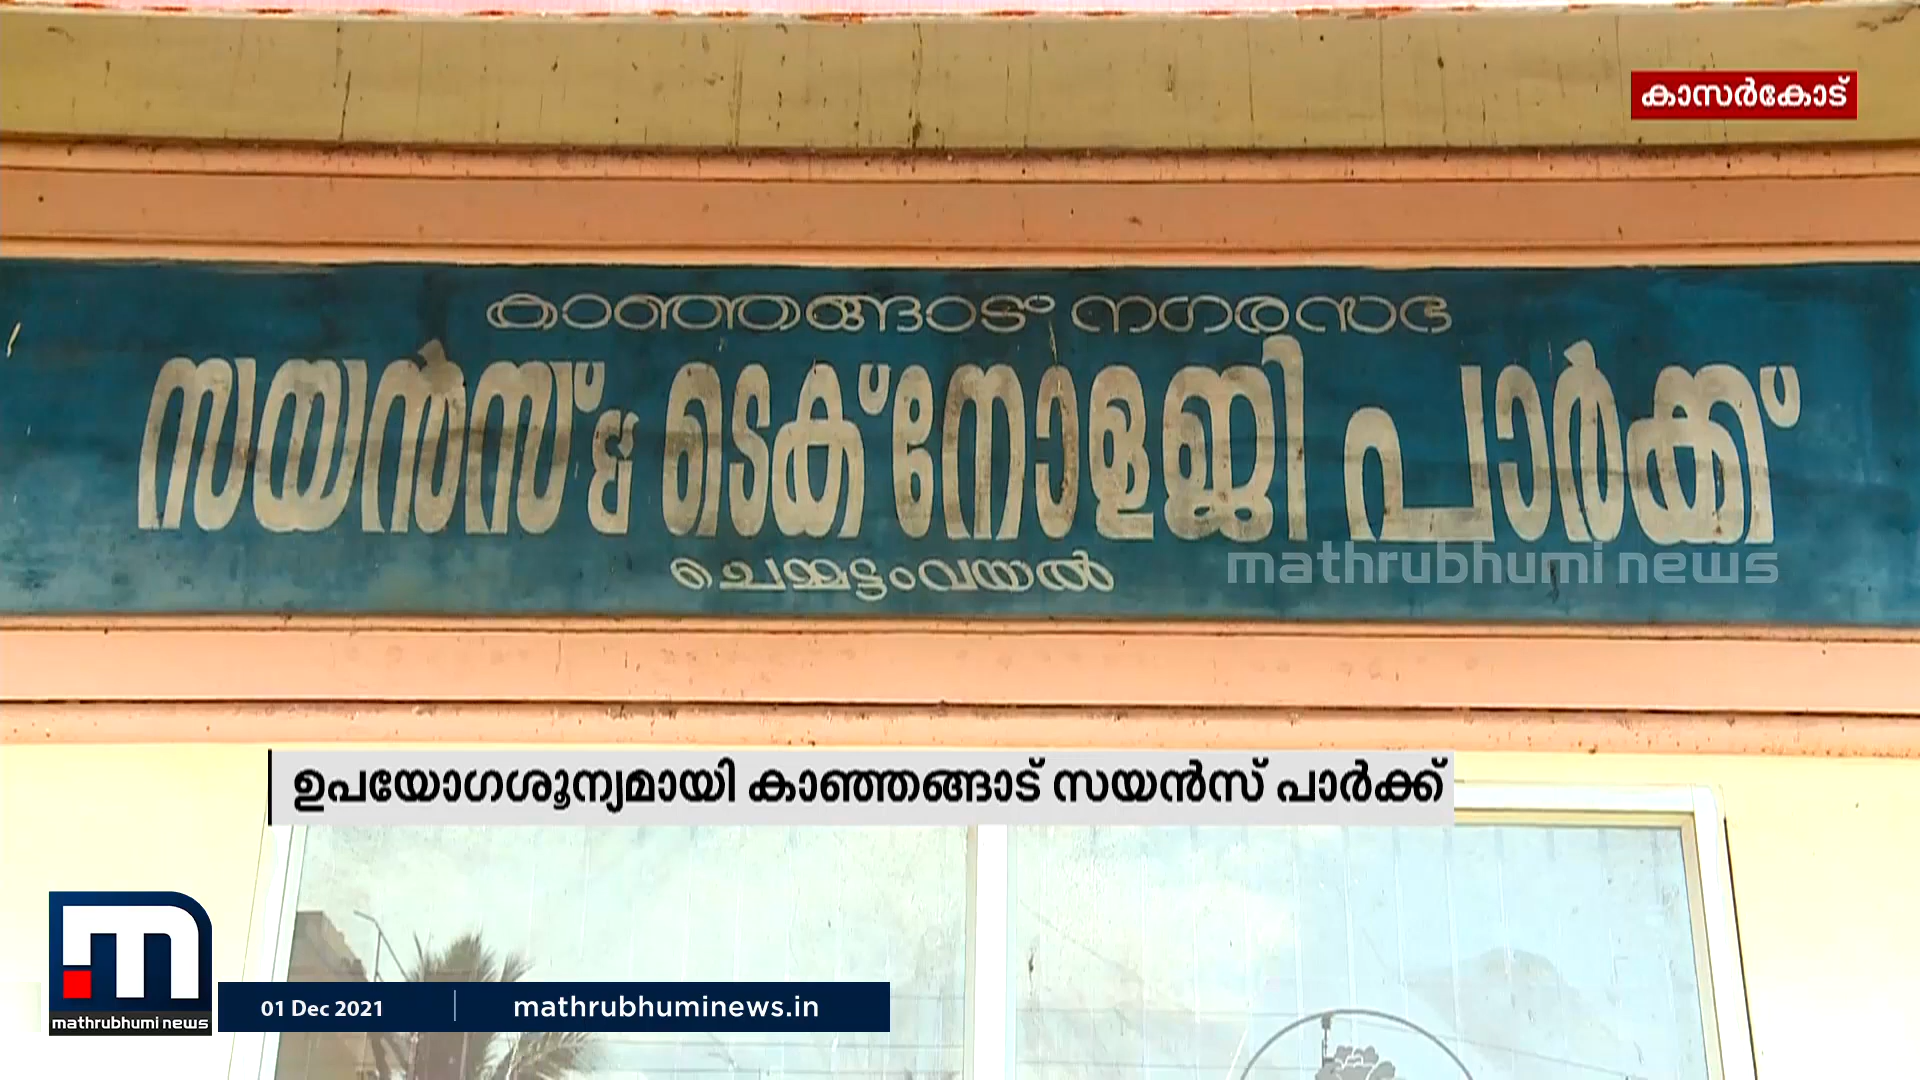 കാസർകോട്
കാഞ്ഞങ്ങാട് നഗരസഭ
സയൻസ് & ടെക്നോളജി പാർക്ക്
ചെമ്മട്ടംവയൽ
mathrubhumi news
ഉപയോഗശൂന്യമായി കാഞ്ഞങ്ങാട് സയൻസ് പാർക്ക്
mathrubhumi news
01 Dec 2021
mathrubhuminews.in